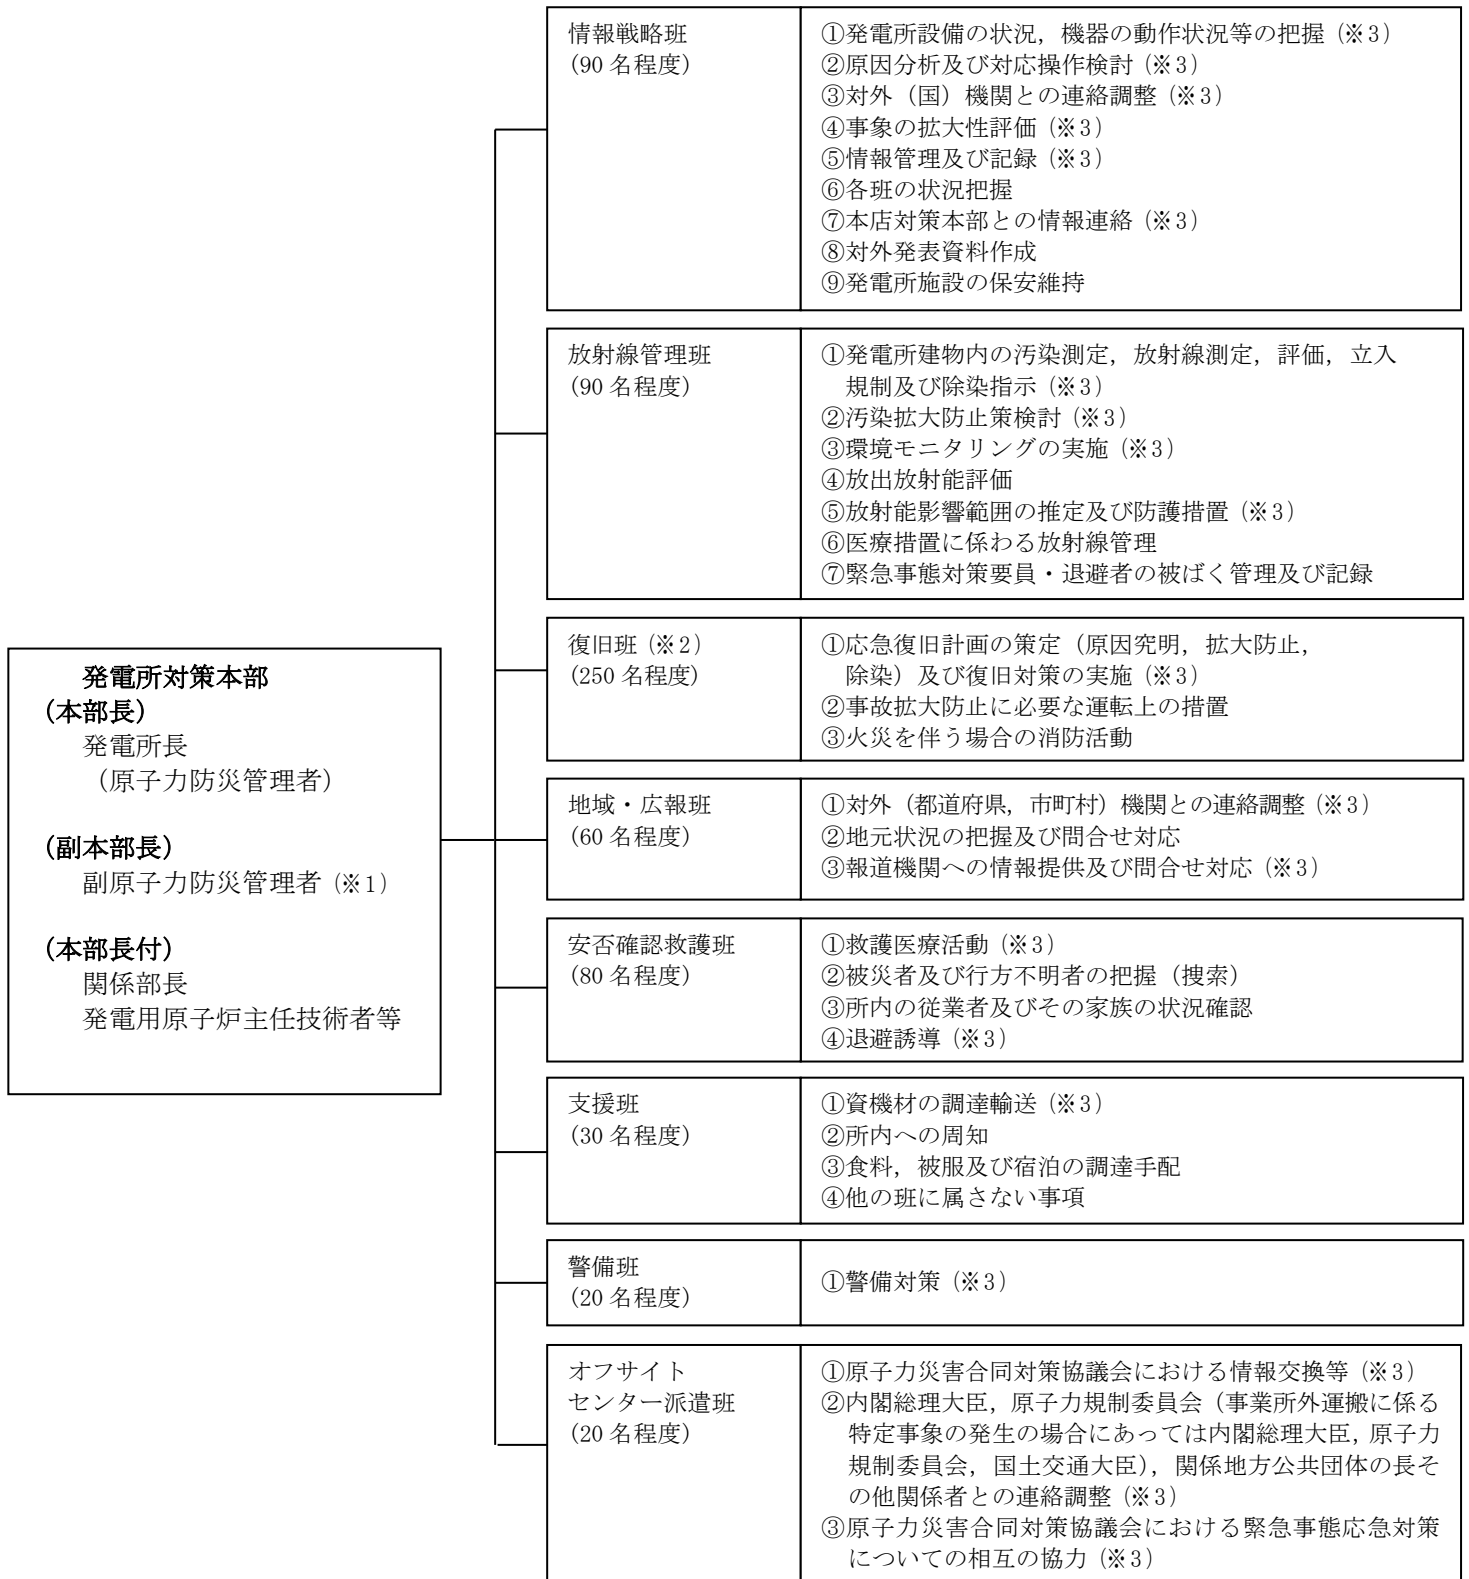 発電所対策本部
(本部長)
発電所長
(原子力防災管理者)
(副本部長)
副原子力防災管理者(※1)
(本部長付)
関係部長
発電用原子炉主任技術者等
情報戦略班
(90名程度)
①発電所設備の状況，機器の動作状況等の把握(※3)
②原因分析及び対応操作検討(※3)
③対外（国）機関との連絡調整(※3)
④事象の拡大性評価(※3)
⑤情報管理及び記録(※3)
⑥各班の状況把握
⑦本店対策本部との情報連絡(※3)
⑧対外発表資料作成
⑨発電所施設の保安維持
放射線管理班
(90名程度)
①発電所建物内の汚染測定，放射線測定，評価，立入
規制及び除染指示(※3)
②汚染拡大防止策検討(※3)
③環境モニタリングの実施(※3)
④放出放射能評価
⑤放射能影響範囲の推定及び防護措置(※3)
⑥医療措置に係わる放射線管理
⑦緊急事態対策要員・退避者の被ばく管理及び記録
復旧班(※2)
(250名程度)
①応急復旧計画の策定（原因究明，拡大防止，
除染）及び復旧対策の実施(※3)
②事故拡大防止に必要な運転上の措置
③火災を伴う場合の消防活動
地域・広報班
(60名程度)
①対外（都道府県，市町村）機関との連絡調整(※3)
②地元状況の把握及び問合せ対応
③報道機関への情報提供及び問合せ対応(※3)
安否確認救護班
(80名程度)
①救護医療活動(※3)
②被災者及び行方不明者の把握（捜索）
③所内の従業者及びその家族の状況確認
④退避誘導(※3)
支援班
(30名程度)
①資機材の調達輸送(※3)
②所内への周知
③食料，被服及び宿泊の調達手配
④他の班に属さない事項
警備班
(20名程度)
①警備対策(※3)
オフサイト
センター派遣班
(20名程度)
①原子力災害合同対策協議会における情報交換等(※3)
②内閣総理大臣，原子力規制委員会（事業所外運搬に係る
特定事象の発生の場合にあっては内閣総理大臣，原子力
規制委員会，国土交通大臣），関係地方公共団体の長そ
の他関係者との連絡調整(※3)
③原子力災害合同対策協議会における緊急事態応急対策
についての相互の協力(※3)